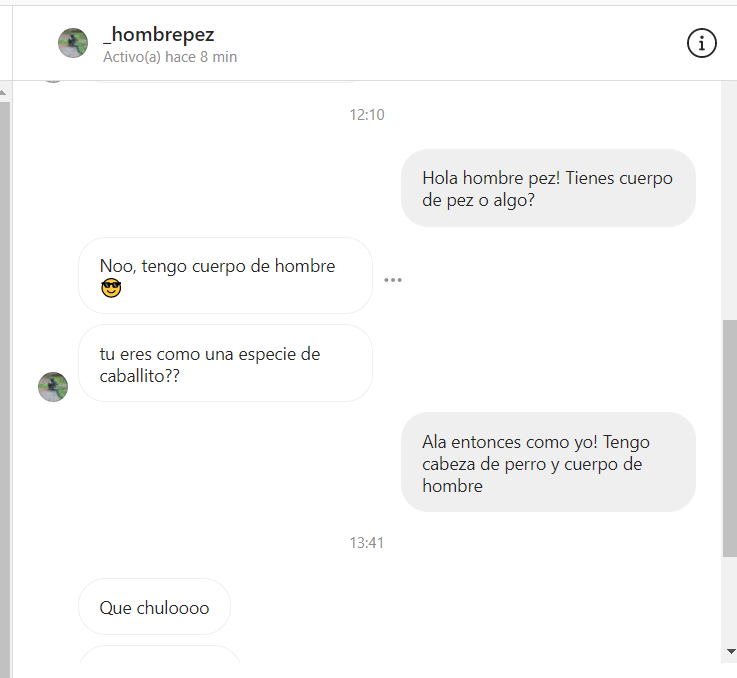 _hombrepez
Activo(a) hace 8 min
12:10
Hola hombre pez! Tienes cuerpo
de pez o algo?
Noo, tengo cuerpo de hombre
😎
tu eres como una especie de
caballito??
Ala entonces como yo! Tengo
cabeza de perro y cuerpo de
hombre
13:41
Que chuloooo